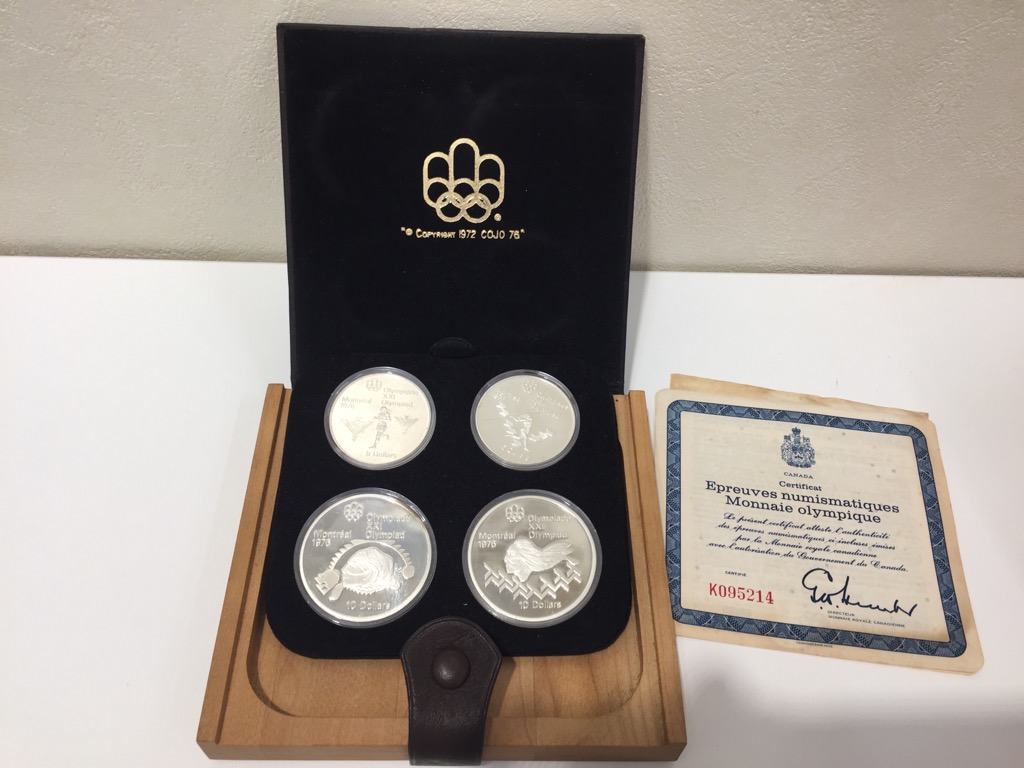 "© COPYRIGHT 1972 COJO 76"
Olympiade
XXI
Montréal Olympiad
1976
5 Dollars
Olympiade
XXI
Montréal Olympiad
1976
10 Dollars
Olympiade
XXI
Montréal Olympiad
1976
10 Dollars
CANADA
Certificat
Epreuves numismatiques
Monnaie olympique
Le présent certificat atteste l'authenticité
des épreuves numismatiques ci-incluses émises
par la Monnaie royale canadienne
avec l'autorisation du Gouvernement du Canada.
CERTIFIÉ
K095214
DIRECTEUR
MONNAIE ROYALE CANADIENNE